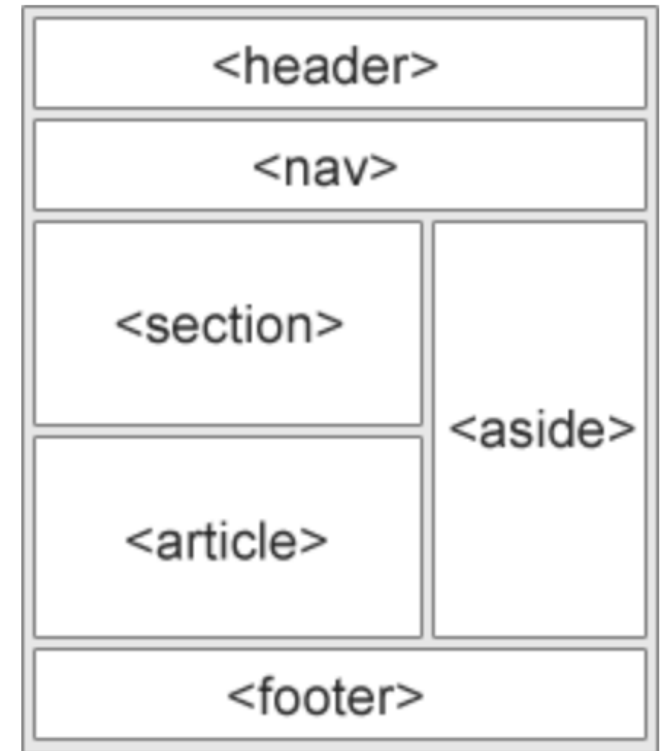 <header>
<nav>
<section>
<aside>
<article>
<footer>